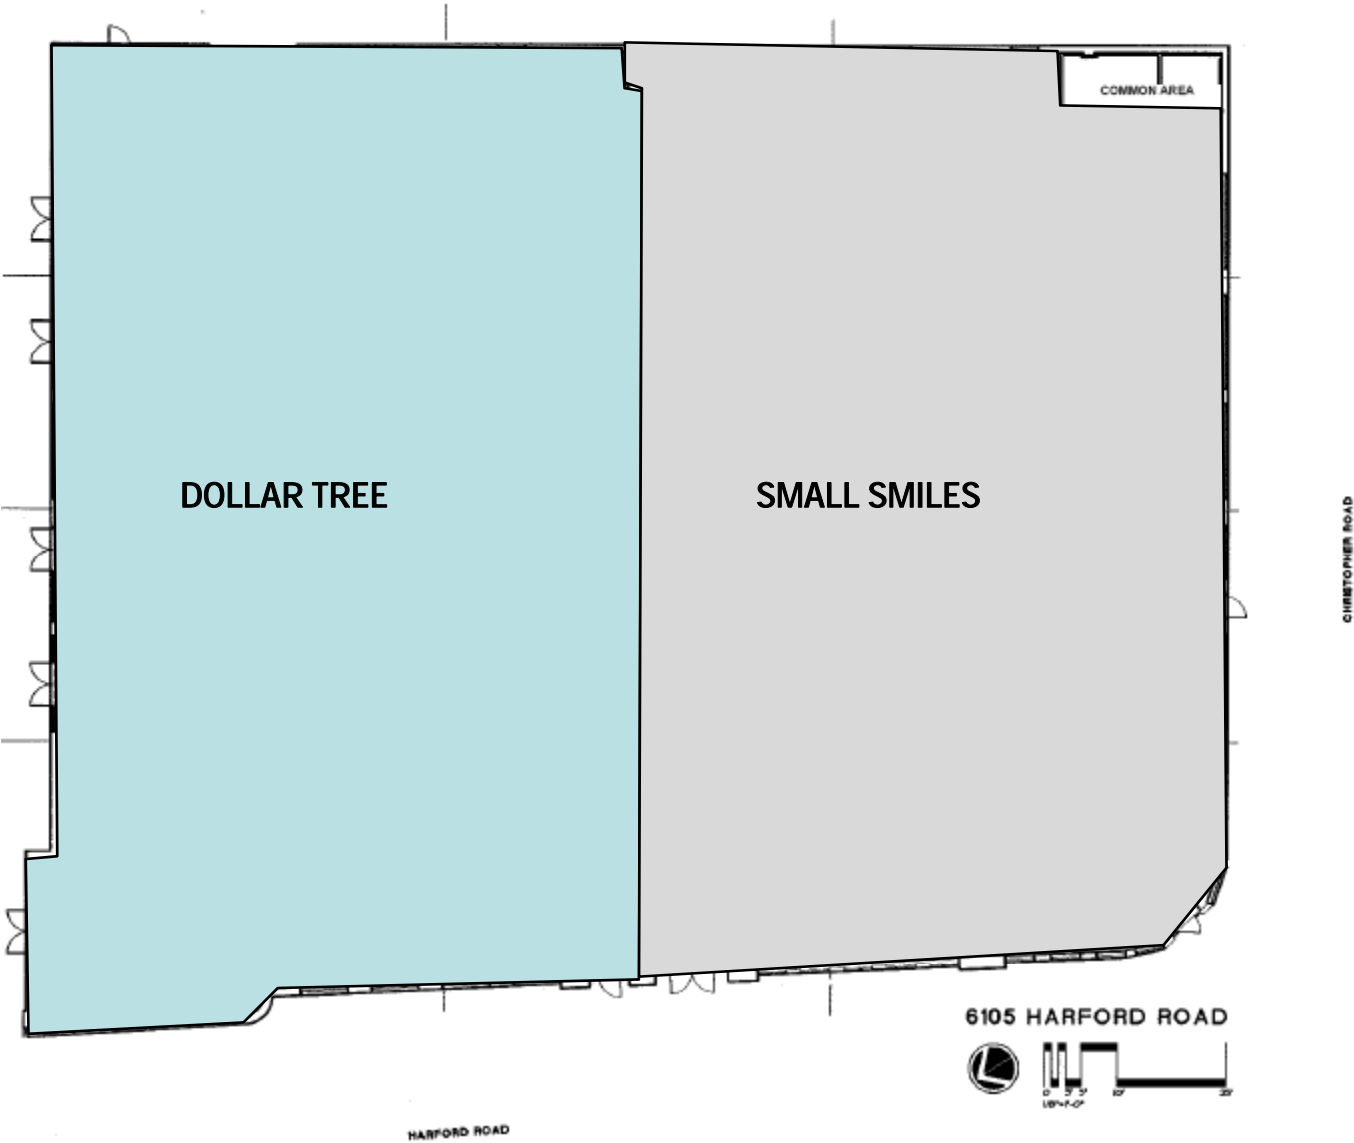 COMMON AREA
DOLLAR TREE
SMALL SMILES
CHRISTOPHER ROAD
6105 HARFORD ROAD
HARFORD ROAD